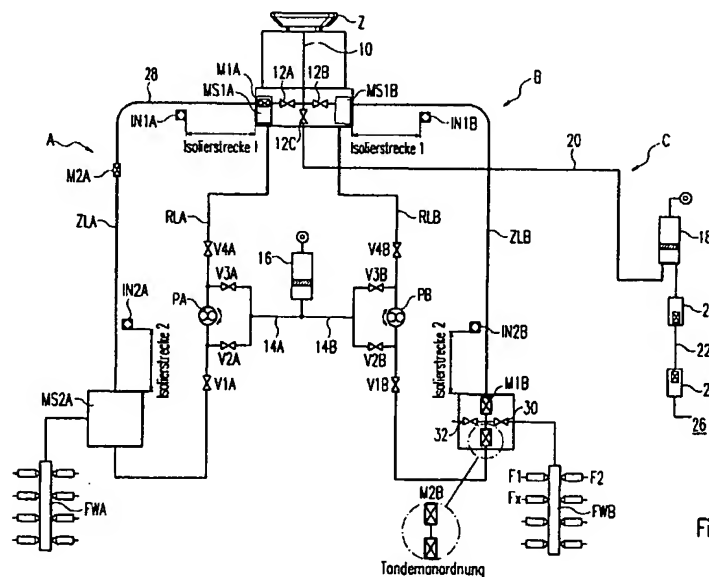 Z
10
12A
12B
M1A
MS1A
MS1B
B
28
IN1A
Isolierstrecke 1
12C
Isolierstrecke 1
IN1B
A
M2A
20
C
18
ZLA
RLA
RLB
ZLB
V4A
16
V4B
V3A
V3B
PA
PB
IN2A
IN2B
Isolierstrecke 2
14A
14B
Isolierstrecke 2
V2A
V2B
22
V1A
V1B
M1B
30
MS2A
32
26
F1
F2
Fx
FWA
M2B
FWB
Tandemanordnung